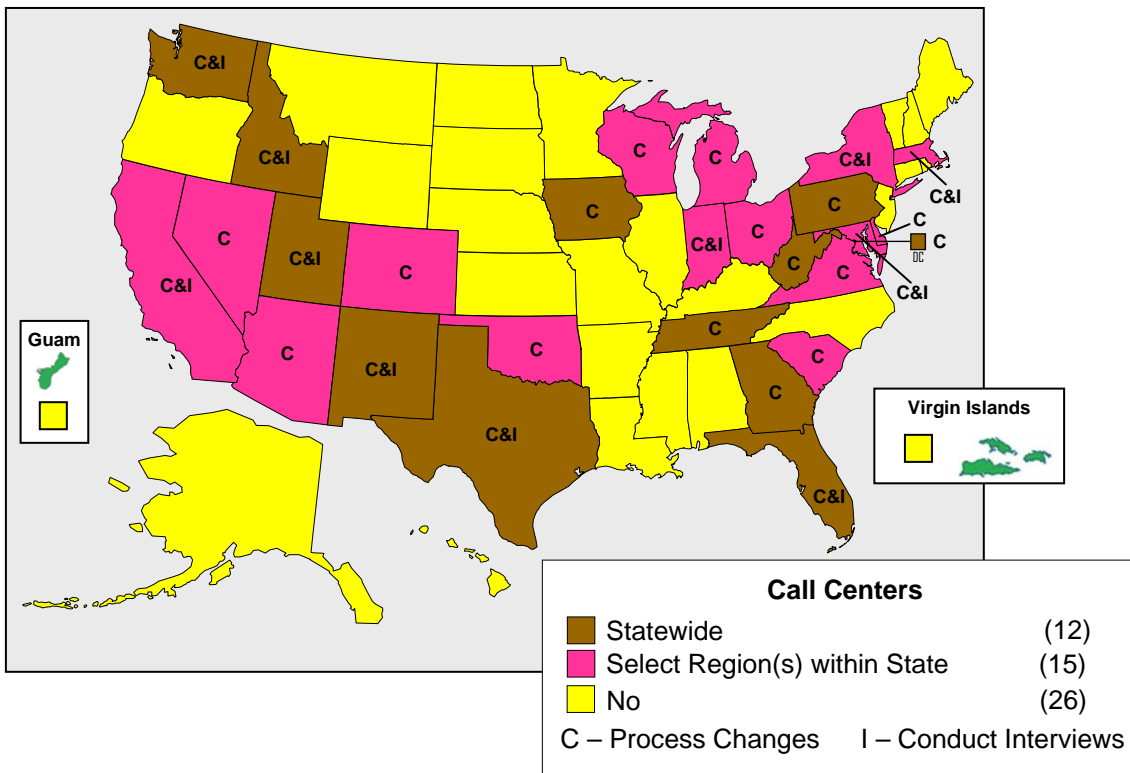 C&I
C&I
C
C
C&I
C
C&I
C
C
C
C&I
C&I
C
C
C
DC
C&I
C
C
C&I
C
C
C&I
C
C
C
C&I
C&I
Guam
Virgin Islands
Call Centers
Statewide (12)
Select Region(s) within State (15)
No (26)
C – Process Changes I – Conduct Interviews